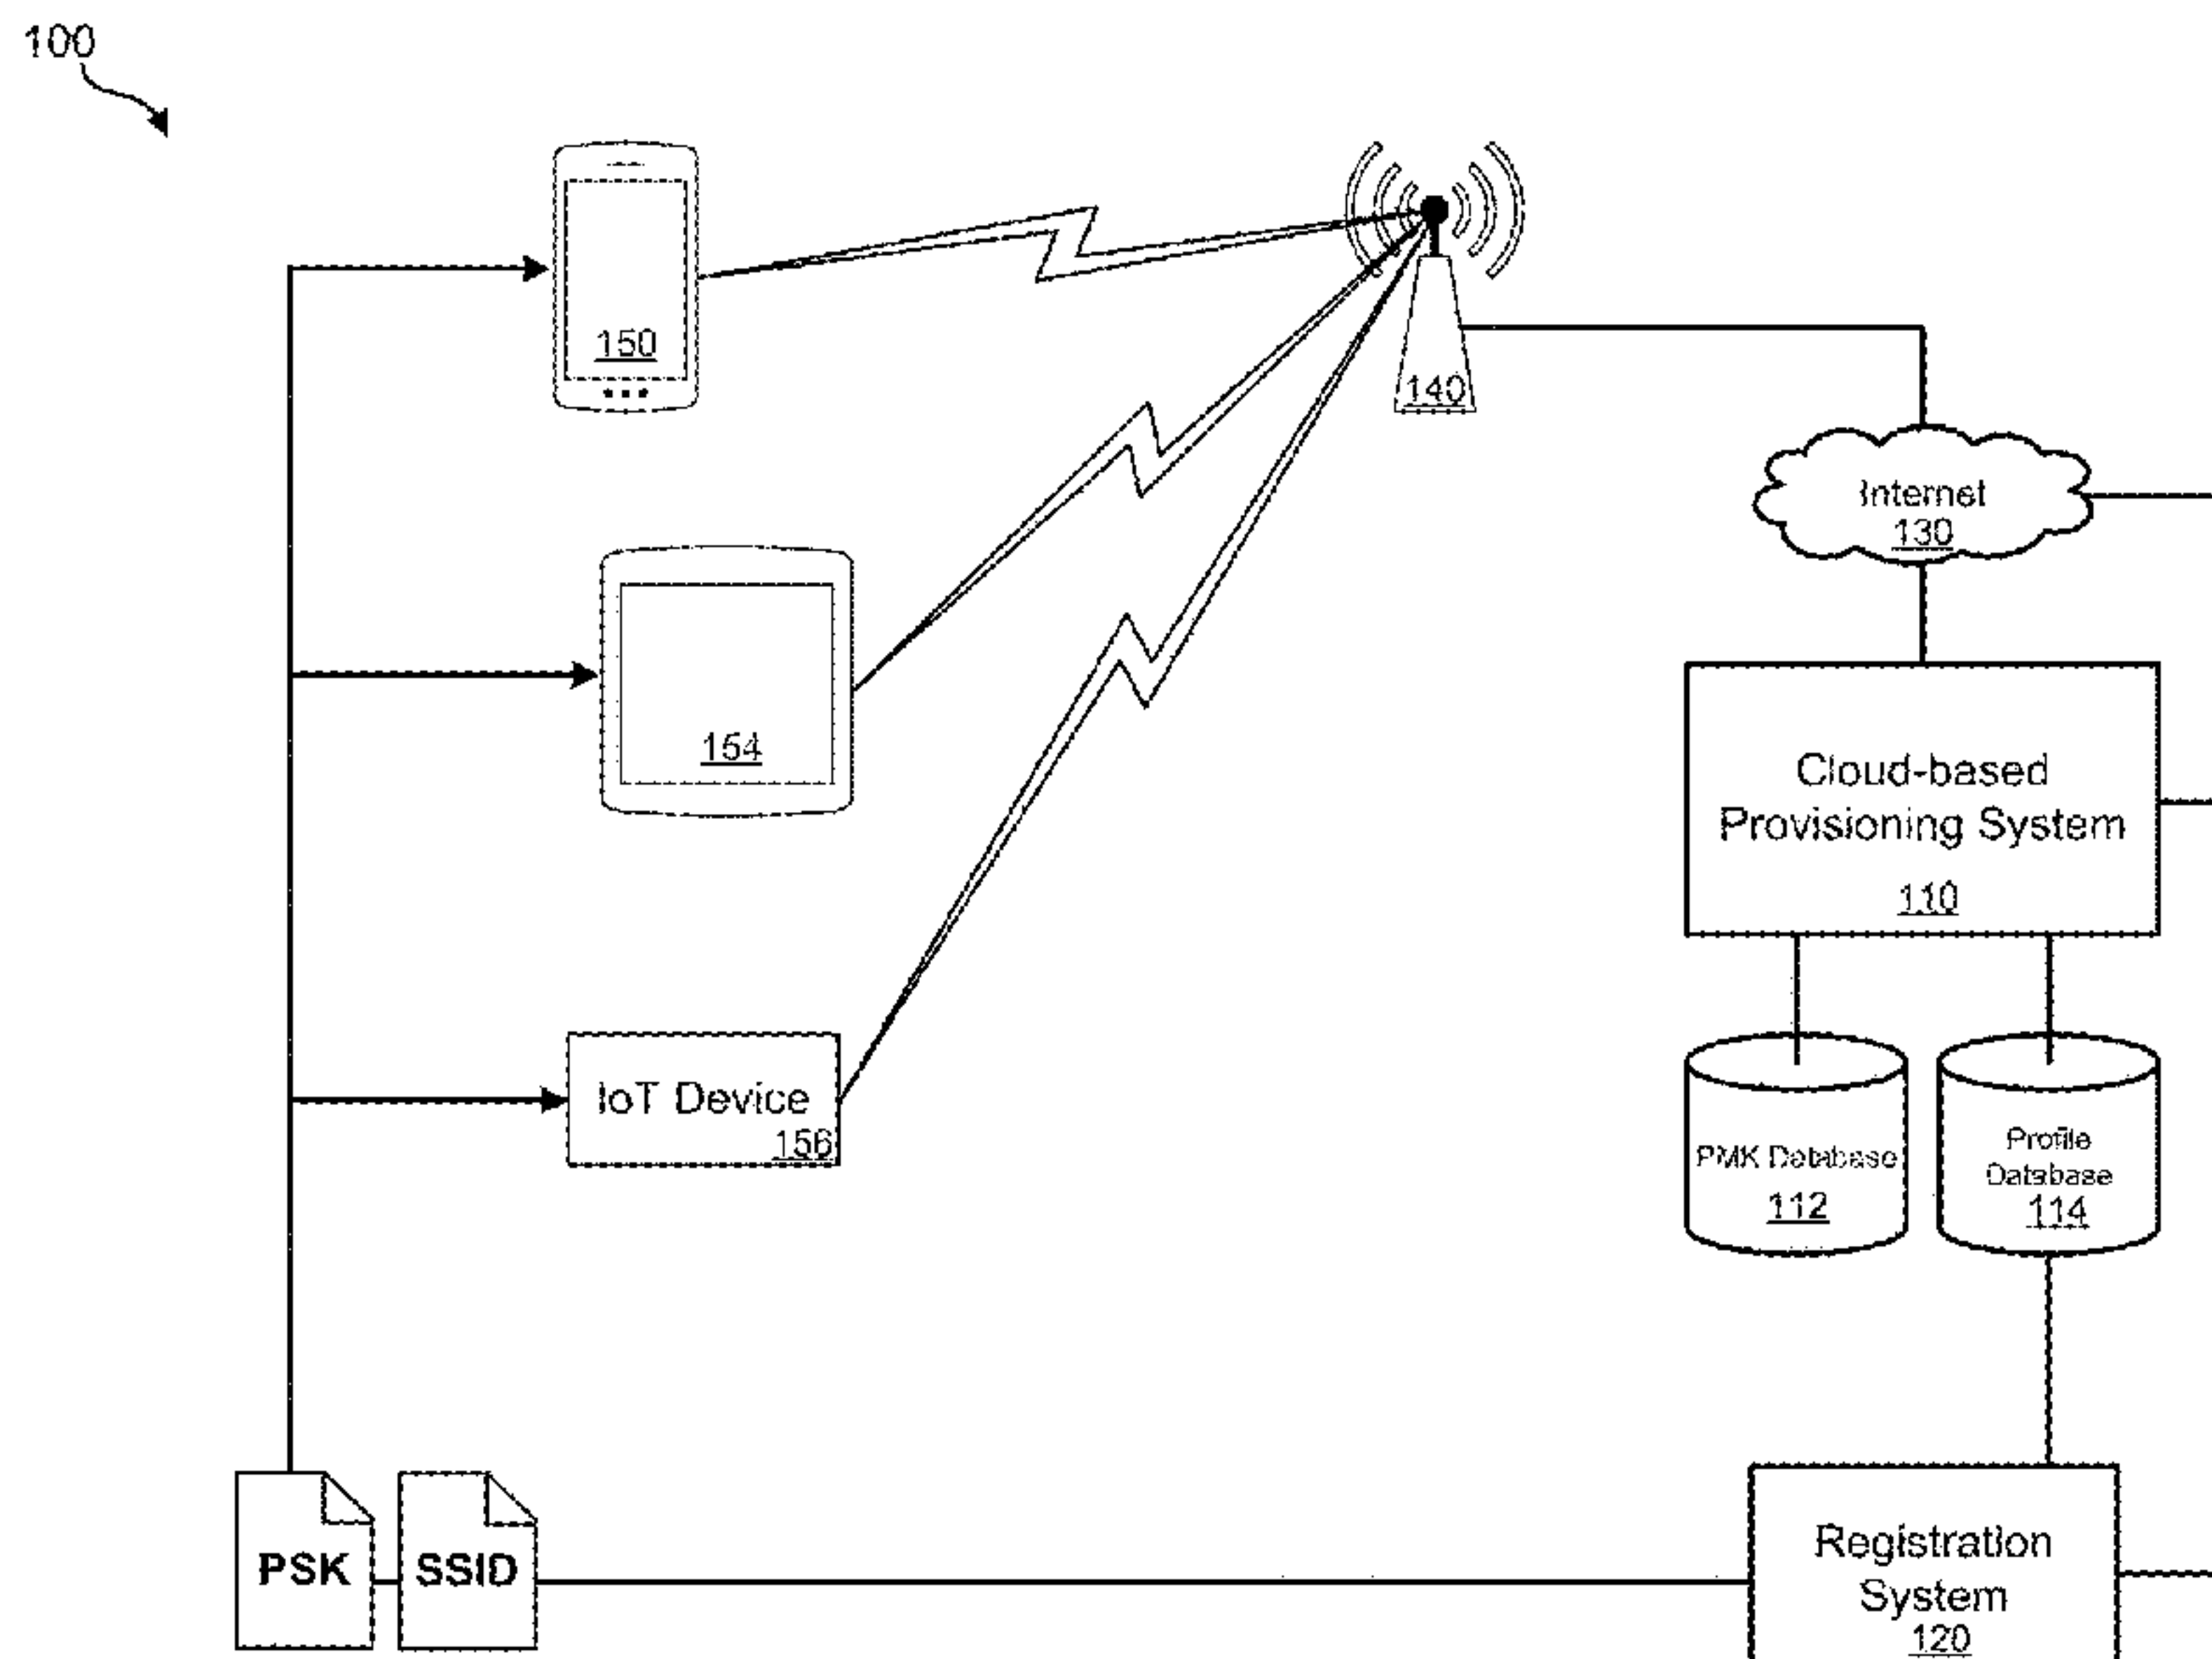 100
150
140
Internet
130
154
Cloud-based
Provisioning System
110
IoT Device
156
PMK Database
112
Profile
Database
114
PSK
SSID
Registration
System
120